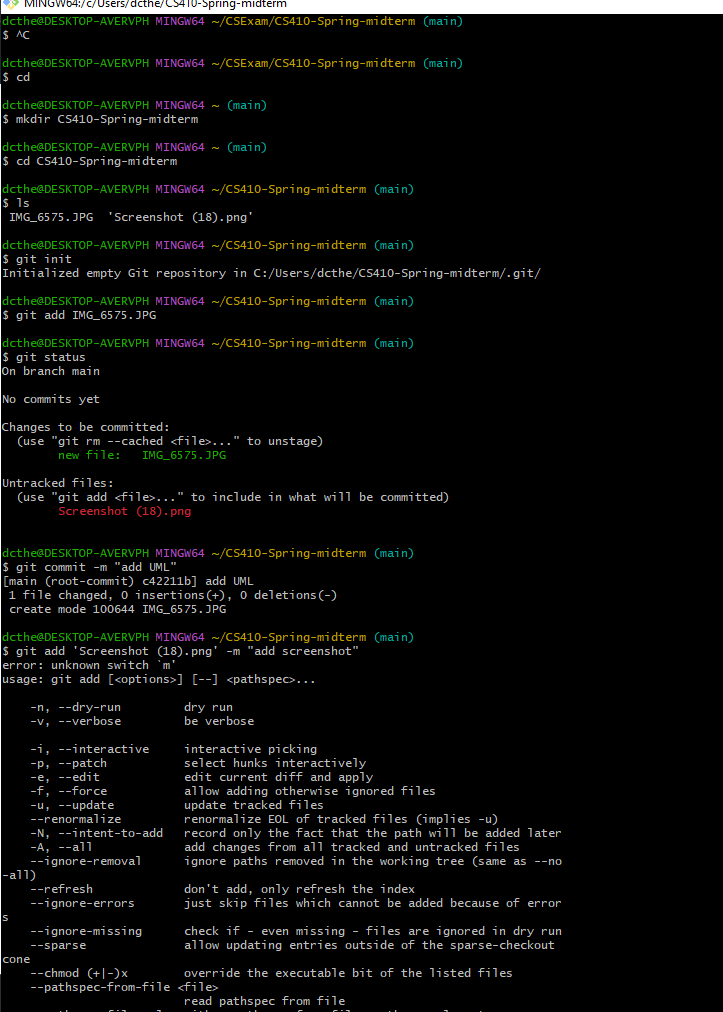 MINGW64:/c/Users/dcthe/CS410-Spring-midterm
dcthe@DESKTOP-AVERVPH MINGW64 ~/CSExam/CS410-Spring-midterm (main)
$ ^C
dcthe@DESKTOP-AVERVPH MINGW64 ~/CSExam/CS410-Spring-midterm (main)
$ cd
dcthe@DESKTOP-AVERVPH MINGW64 ~ (main)
$ mkdir CS410-Spring-midterm
dcthe@DESKTOP-AVERVPH MINGW64 ~ (main)
$ cd CS410-Spring-midterm
dcthe@DESKTOP-AVERVPH MINGW64 ~/CS410-Spring-midterm (main)
$ ls
 IMG_6575.JPG  'Screenshot (18).png'
dcthe@DESKTOP-AVERVPH MINGW64 ~/CS410-Spring-midterm (main)
$ git init
Initialized empty Git repository in C:/Users/dcthe/CS410-Spring-midterm/.git/
dcthe@DESKTOP-AVERVPH MINGW64 ~/CS410-Spring-midterm (main)
$ git add IMG_6575.JPG
dcthe@DESKTOP-AVERVPH MINGW64 ~/CS410-Spring-midterm (main)
$ git status
On branch main
No commits yet
Changes to be committed:
  (use "git rm --cached <file>..." to unstage)
        new file:   IMG_6575.JPG
Untracked files:
  (use "git add <file>..." to include in what will be committed)
        Screenshot (18).png
dcthe@DESKTOP-AVERVPH MINGW64 ~/CS410-Spring-midterm (main)
$ git commit -m "add UML"
[main (root-commit) c42211b] add UML
 1 file changed, 0 insertions(+), 0 deletions(-)
 create mode 100644 IMG_6575.JPG
dcthe@DESKTOP-AVERVPH MINGW64 ~/CS410-Spring-midterm (main)
$ git add 'Screenshot (18).png' -m "add screenshot"
error: unknown switch `m'
usage: git add [<options>] [--] <pathspec>...
    -n, --dry-run         dry run
    -v, --verbose         be verbose
    -i, --interactive     interactive picking
    -p, --patch           select hunks interactively
    -e, --edit            edit current diff and apply
    -f, --force           allow adding otherwise ignored files
    -u, --update          update tracked files
    --renormalize         renormalize EOL of tracked files (implies -u)
    -N, --intent-to-add   record only the fact that the path will be added later
    -A, --all             add changes from all tracked and untracked files
    --ignore-removal      ignore paths removed in the working tree (same as --no
-all)
    --refresh             don't add, only refresh the index
    --ignore-errors       just skip files which cannot be added because of error
s
    --ignore-missing      check if - even missing - files are ignored in dry run
    --sparse              allow updating entries outside of the sparse-checkout
cone
    --chmod (+|-)x        override the executable bit of the listed files
    --pathspec-from-file <file>
                          read pathspec from file